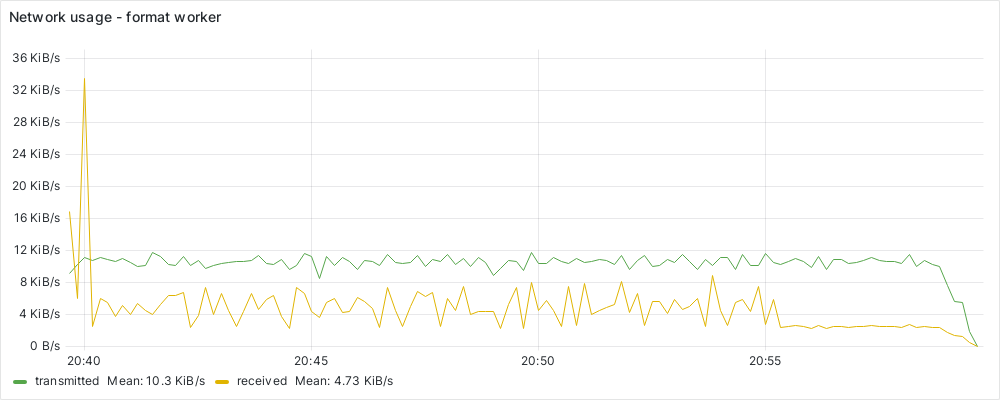 Network usage - format worker
36 KiB/s
32 KiB/s
28 KiB/s
24 KiB/s
20 KiB/s
16 KiB/s
12 KiB/s
8 KiB/s
4 KiB/s
0 B/s
20:40 20:45 20:50 20:55
transmitted Mean: 10.3 KiB/s received Mean: 4.73 KiB/s